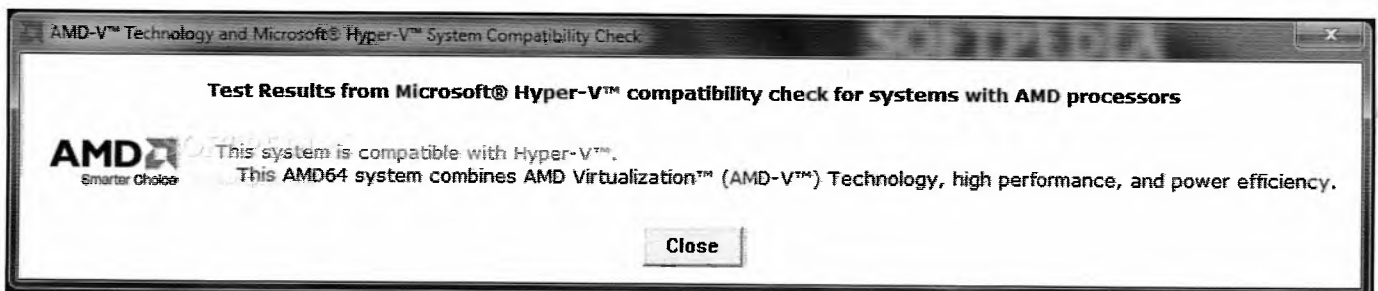 AMD-V™ Technology and Microsoft® Hyper-V™ System Compatibility Check
SOFTPEDIA
x
Test Results from Microsoft® Hyper-V™ compatibility check for systems with AMD processors
AMD
Smarter Choice
This system is compatible with Hyper-V™.
This AMD64 system combines AMD Virtualization™ (AMD-V™) Technology, high performance, and power efficiency.
Close